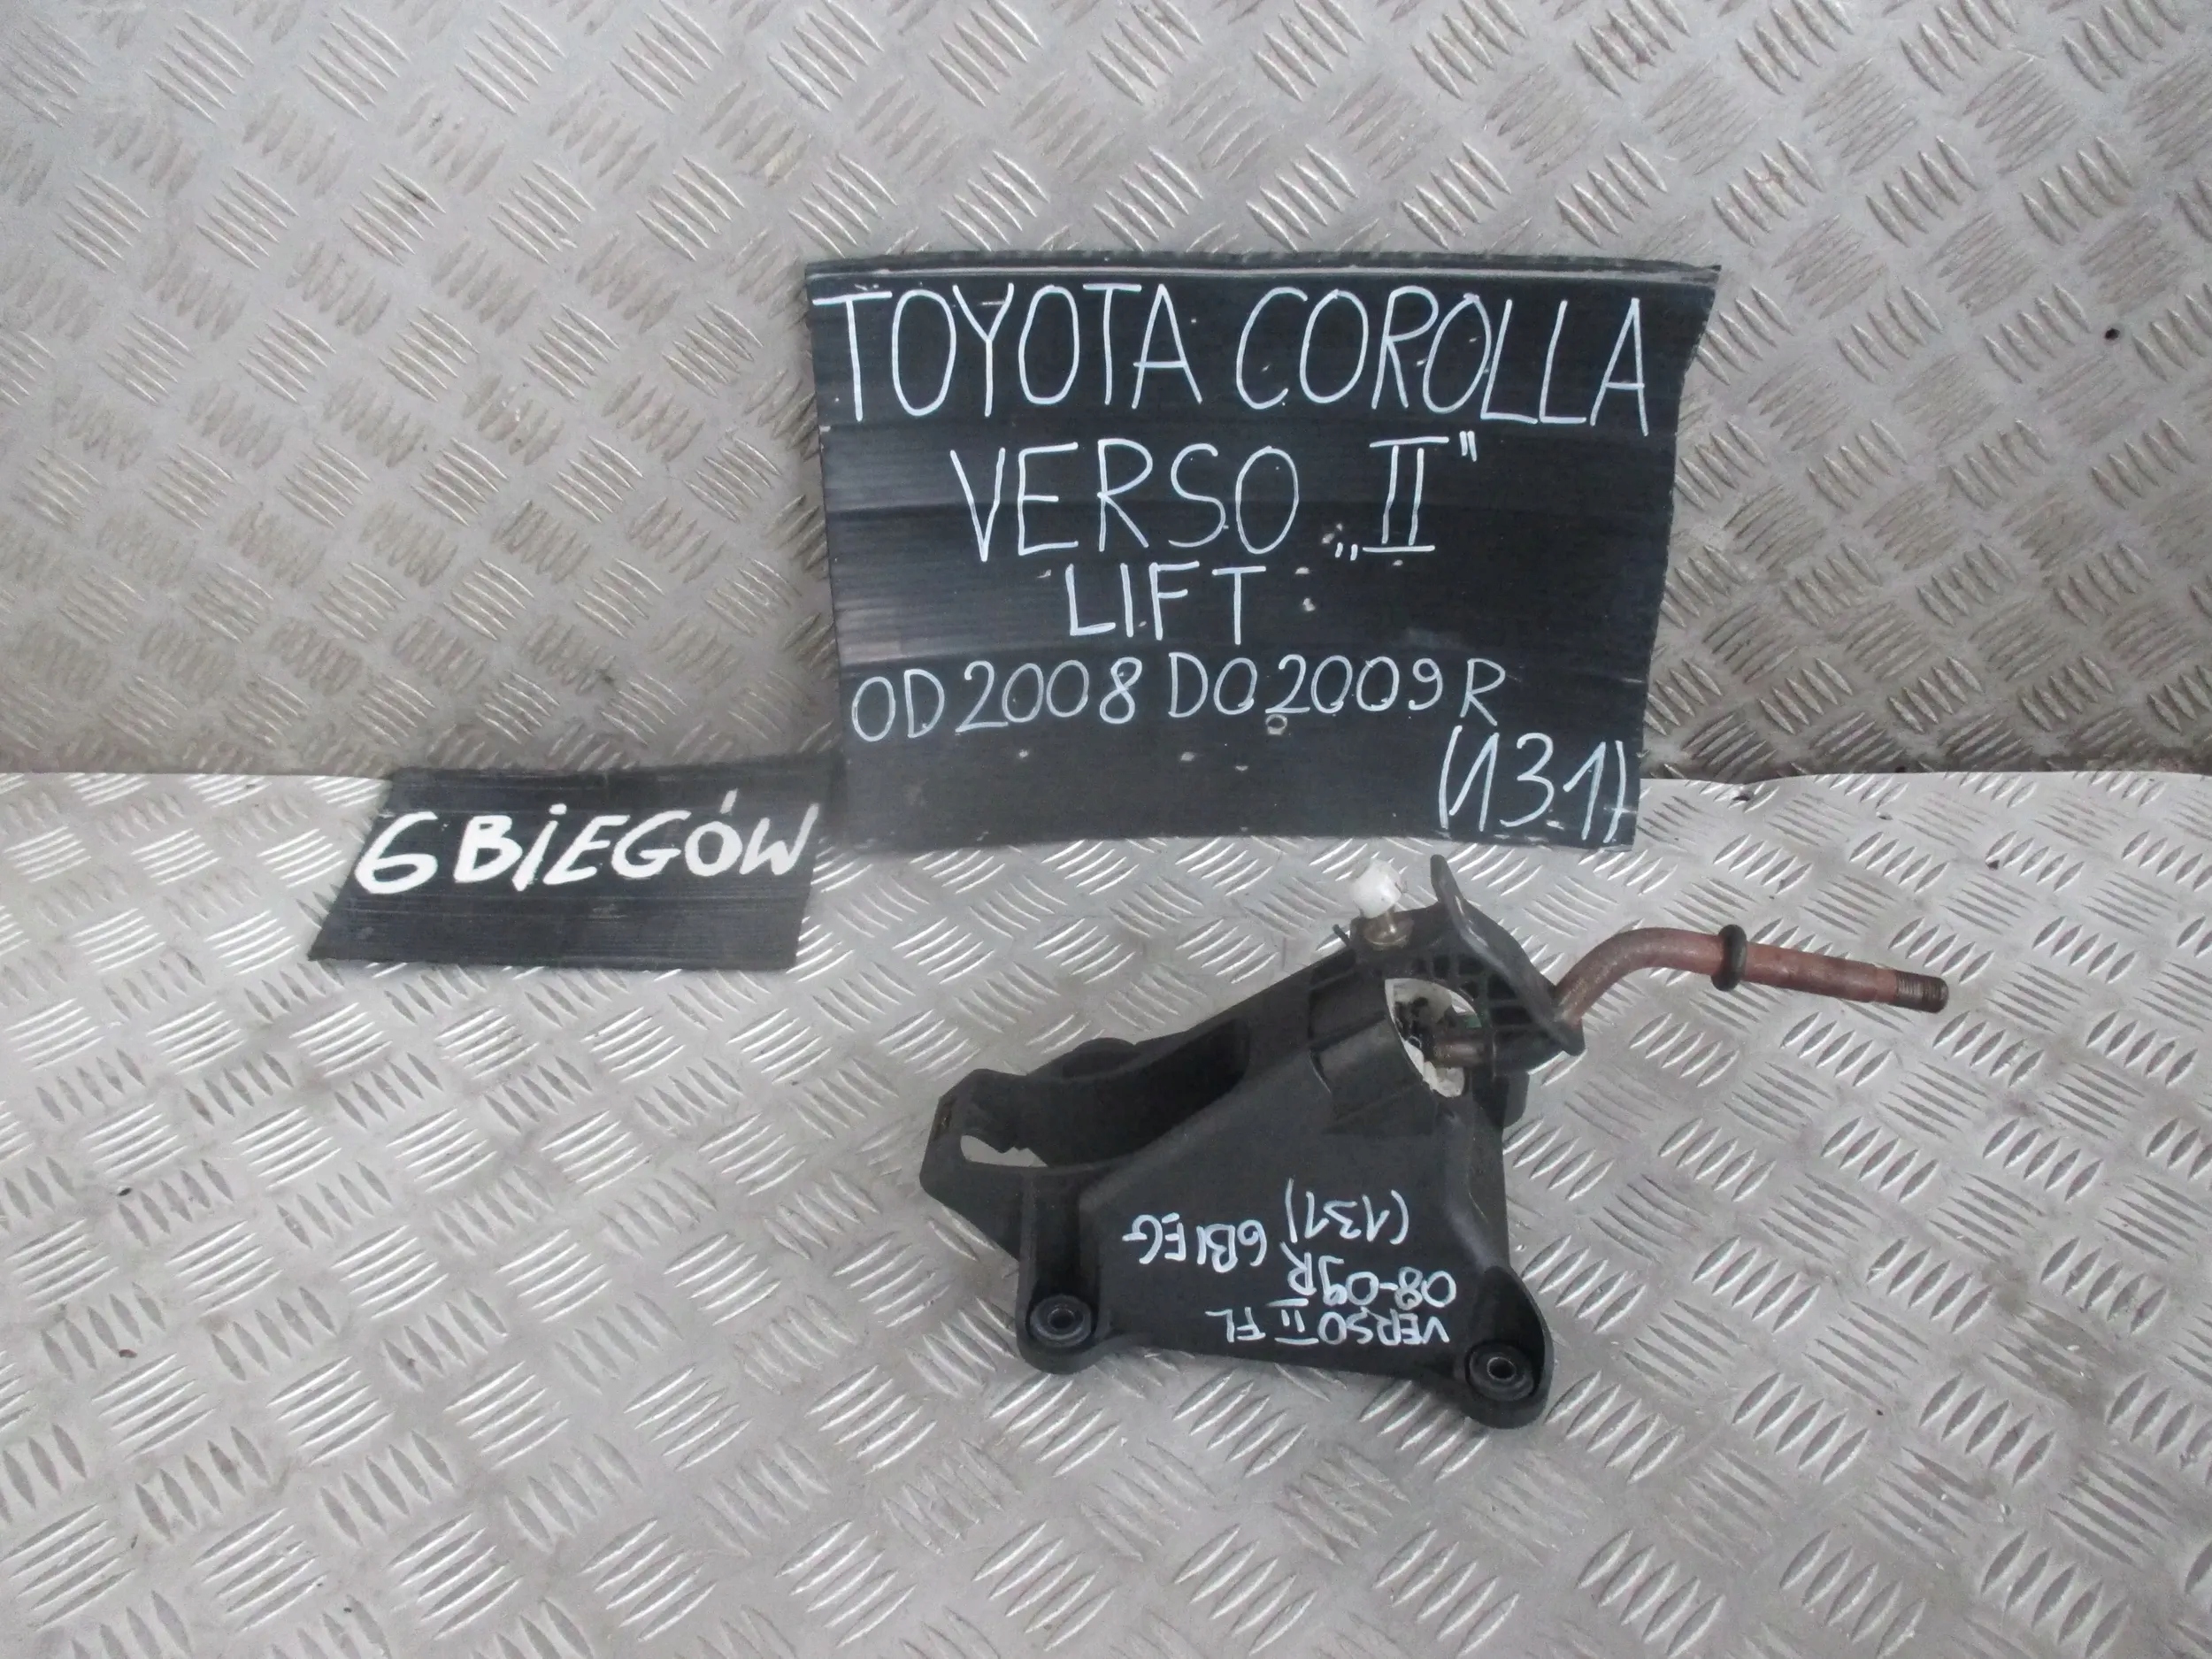 TOYOTA COROLLA
VERSO „II”
LIFT
OD 2008 DO 2009 R
(131)
6 BIEGÓW
VERSO II FL
08-09R 6BIEG
(131)